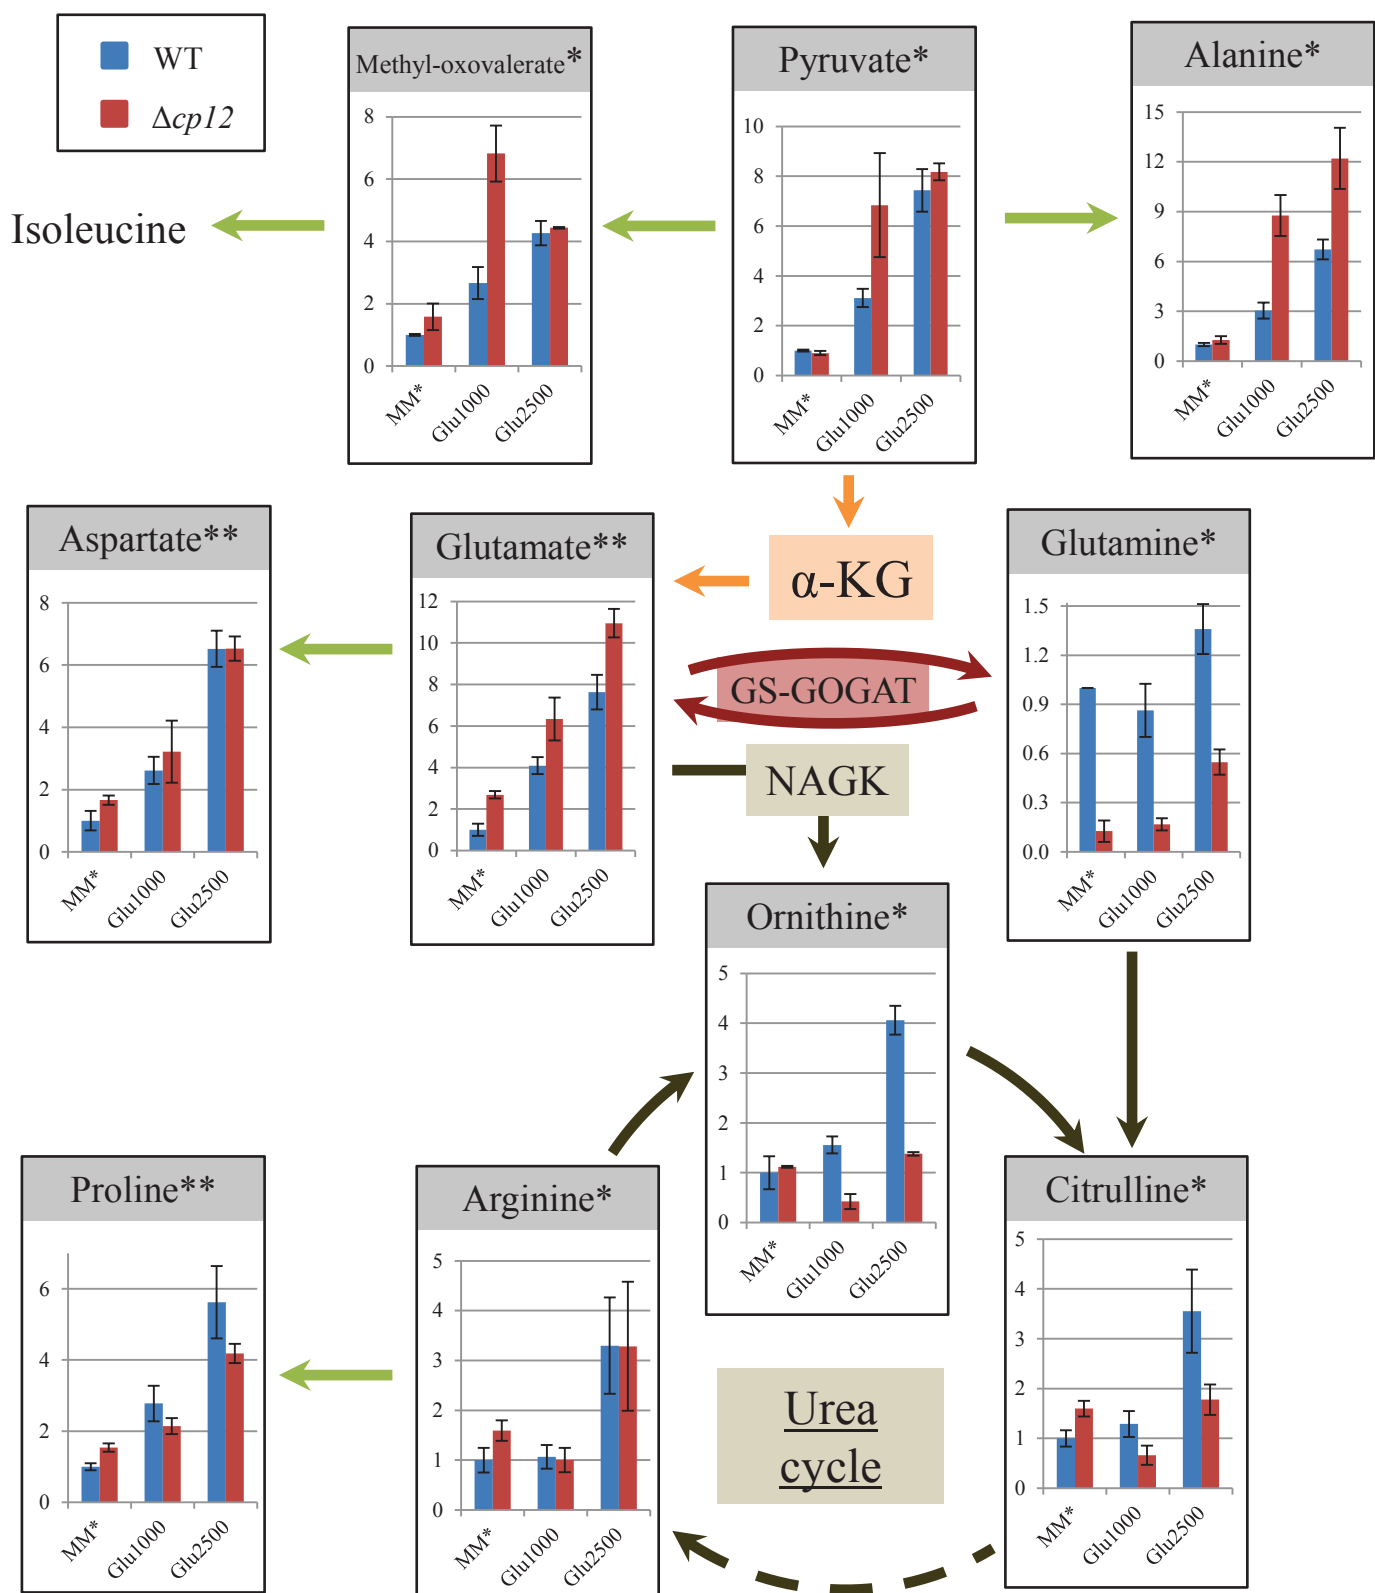 WT
Δcp12
Methyl-oxovalerate*
8
6
4
2
0
MM*
Glu1000
Glu2500
Pyruvate*
10
8
6
4
2
0
MM*
Glu1000
Glu2500
Alanine*
15
12
9
6
3
0
MM*
Glu1000
Glu2500
Isoleucine
Aspartate**
8
6
4
2
0
MM*
Glu1000
Glu2500
Glutamate**
12
10
8
6
4
2
0
MM*
Glu1000
Glu2500
α-KG
GS-GOGAT
NAGK
Glutamine*
1.5
1.2
0.9
0.6
0.3
0.0
MM*
Glu1000
Glu2500
Ornithine*
5
4
3
2
1
0
MM*
Glu1000
Glu2500
Proline**
6
4
2
0
MM*
Glu1000
Glu2500
Arginine*
5
4
3
2
1
0
MM*
Glu1000
Glu2500
Urea
cycle
Citrulline*
5
4
3
2
1
0
MM*
Glu1000
Glu2500